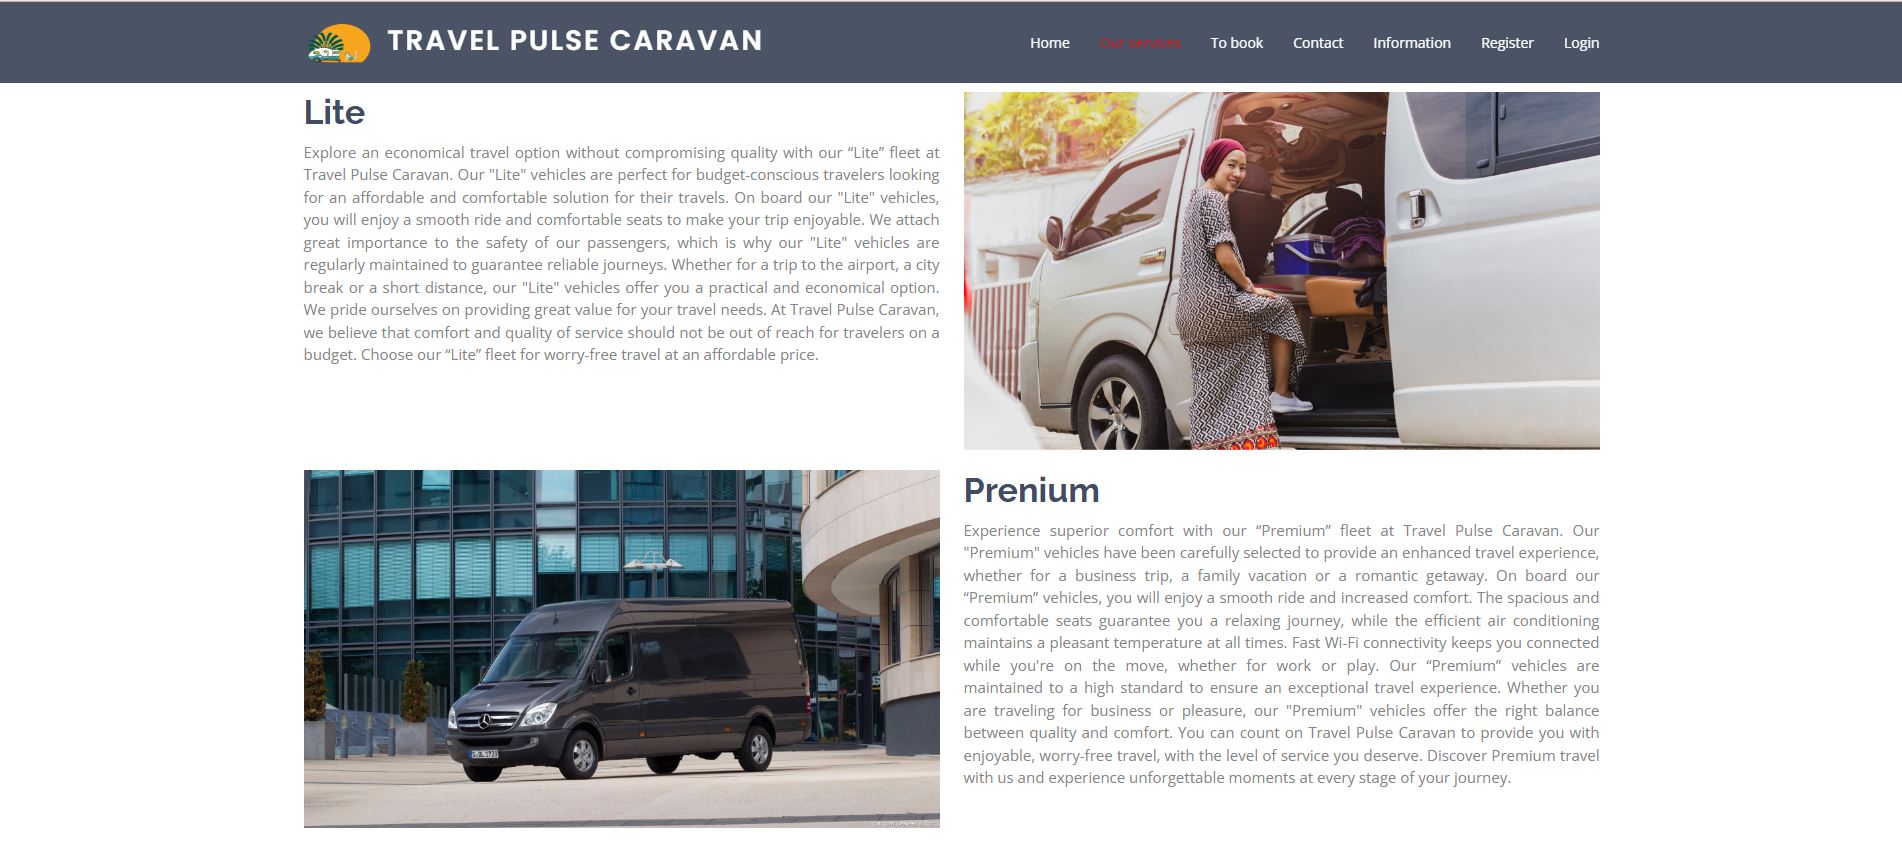 TRAVEL PULSE CARAVAN
Home Our services To book Contact Information Register Login
Lite
Explore an economical travel option without compromising quality with our “Lite” fleet at
Travel Pulse Caravan. Our "Lite" vehicles are perfect for budget-conscious travelers looking
for an affordable and comfortable solution for their travels. On board our "Lite" vehicles,
you will enjoy a smooth ride and comfortable seats to make your trip enjoyable. We attach
great importance to the safety of our passengers, which is why our "Lite" vehicles are
regularly maintained to guarantee reliable journeys. Whether for a trip to the airport, a city
break or a short distance, our "Lite" vehicles offer you a practical and economical option.
We pride ourselves on providing great value for your travel needs. At Travel Pulse Caravan,
we believe that comfort and quality of service should not be out of reach for travelers on a
budget. Choose our “Lite” fleet for worry-free travel at an affordable price.
Prenium
Experience superior comfort with our “Premium” fleet at Travel Pulse Caravan. Our
"Premium" vehicles have been carefully selected to provide an enhanced travel experience,
whether for a business trip, a family vacation or a romantic getaway. On board our
“Premium” vehicles, you will enjoy a smooth ride and increased comfort. The spacious and
comfortable seats guarantee you a relaxing journey, while the efficient air conditioning
maintains a pleasant temperature at all times. Fast Wi-Fi connectivity keeps you connected
while you're on the move, whether for work or play. Our “Premium” vehicles are
maintained to a high standard to ensure an exceptional travel experience. Whether you
are traveling for business or pleasure, our "Premium" vehicles offer the right balance
between quality and comfort. You can count on Travel Pulse Caravan to provide you with
enjoyable, worry-free travel, with the level of service you deserve. Discover Premium travel
with us and experience unforgettable moments at every stage of your journey.